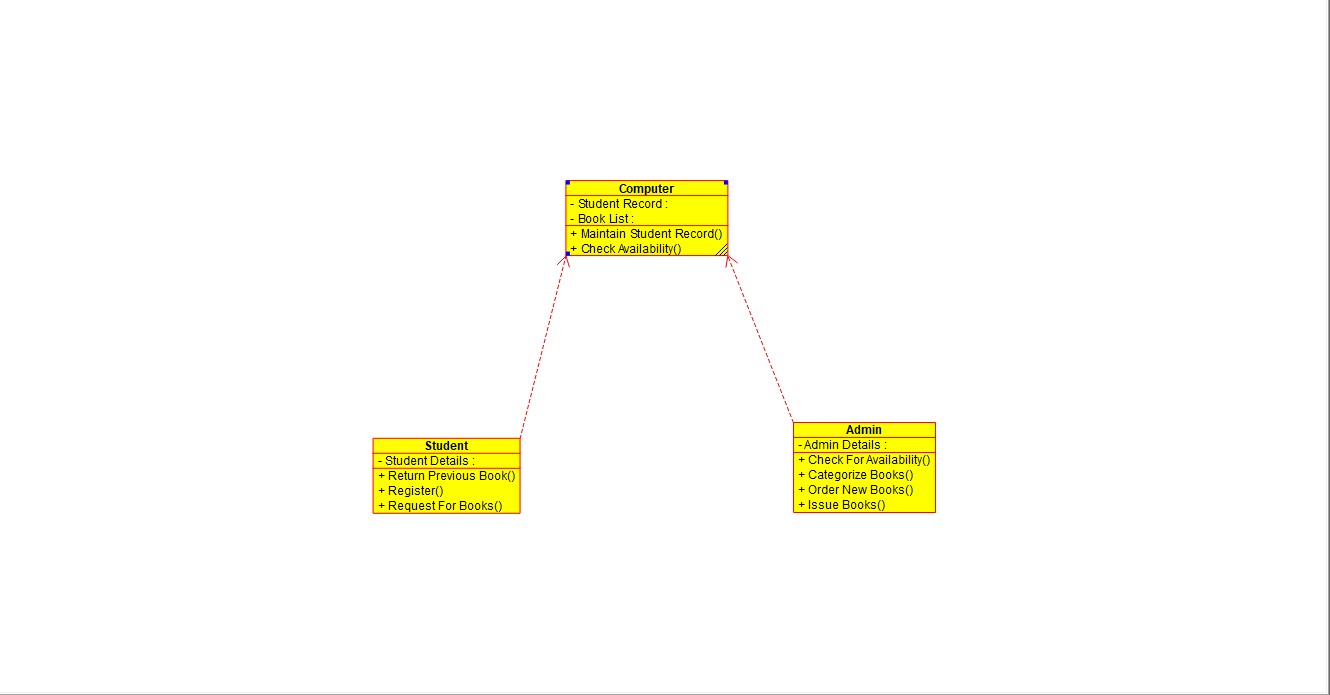 Computer
- Student Record :
- Book List :
+ Maintain Student Record()
+ Check Availability()
Student
- Student Details :
+ Return Previous Book()
+ Register()
+ Request For Books()
Admin
- Admin Details :
+ Check For Availability()
+ Categorize Books()
+ Order New Books()
+ Issue Books()